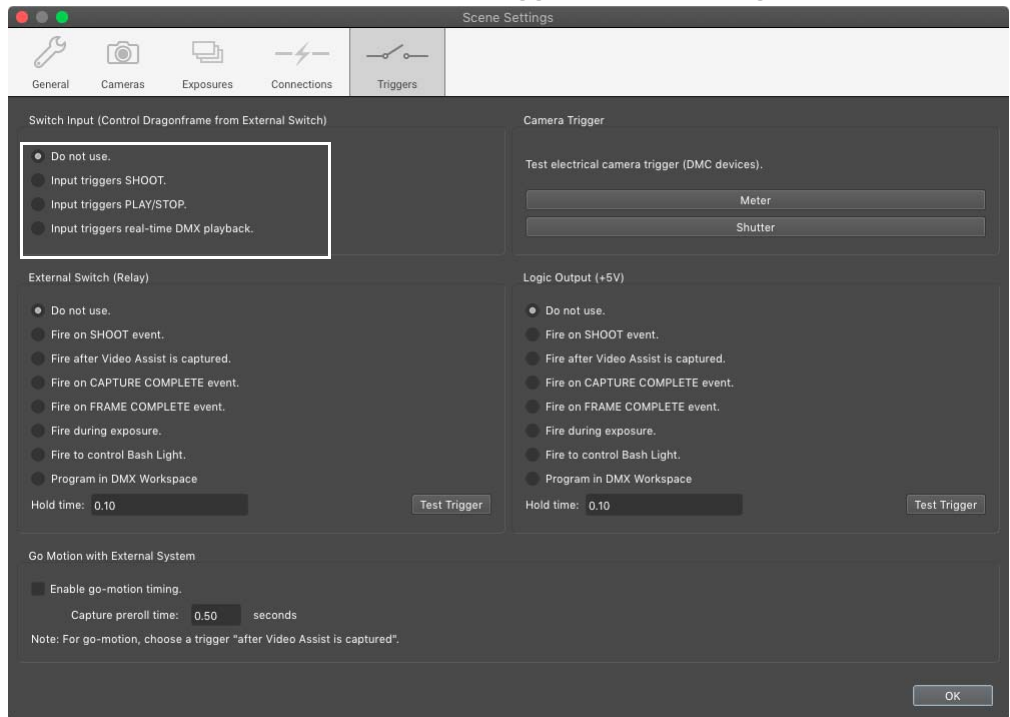 Scene Settings
General Cameras Exposures Connections Triggers
Switch Input (Control Dragonframe from External Switch)
Do not use.
Input triggers SHOOT.
Input triggers PLAY/STOP.
Input triggers real-time DMX playback.
Camera Trigger
Test electrical camera trigger (DMC devices).
Meter
Shutter
External Switch (Relay)
Do not use.
Fire on SHOOT event.
Fire after Video Assist is captured.
Fire on CAPTURE COMPLETE event.
Fire on FRAME COMPLETE event.
Fire during exposure.
Fire to control Bash Light.
Program in DMX Workspace
Hold time: 0.10 Test Trigger
Logic Output (+5V)
Do not use.
Fire on SHOOT event.
Fire after Video Assist is captured.
Fire on CAPTURE COMPLETE event.
Fire on FRAME COMPLETE event.
Fire during exposure.
Fire to control Bash Light.
Program in DMX Workspace
Hold time: 0.10 Test Trigger
Go Motion with External System
Enable go-motion timing.
Capture preroll time: 0.50 seconds
Note: For go-motion, choose a trigger "after Video Assist is captured".
OK